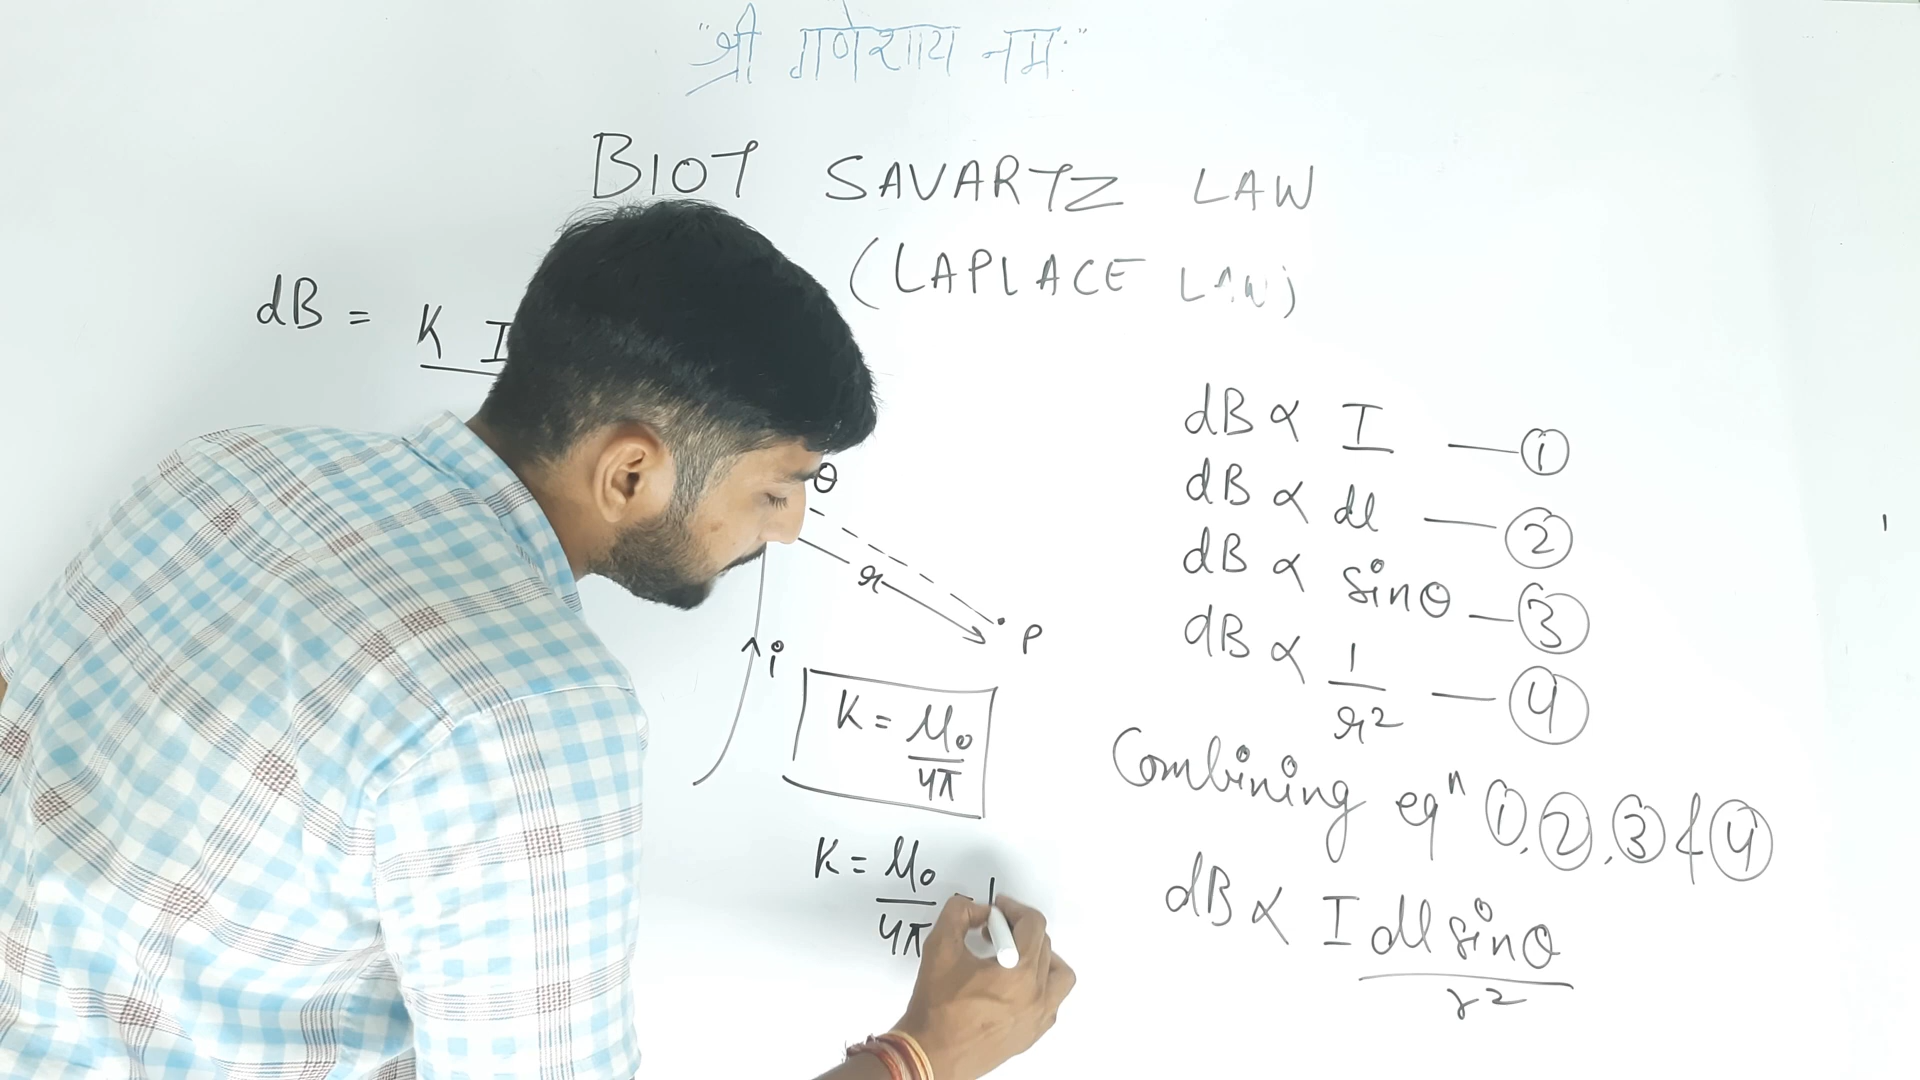 "श्री गणेशाय नमः"
BIOT SAVARTZ LAW
(LAPLACE LAW)
dB = K I
θ
r
P
i
K = μ₀/4π
K = μ₀/4π = 1
dB ∝ I — ①
dB ∝ dl — ②
dB ∝ sinθ — ③
dB ∝ 1/r² — ④
Combining eqⁿ ①, ②, ③ & ④
dB ∝ I dl sinθ/r²